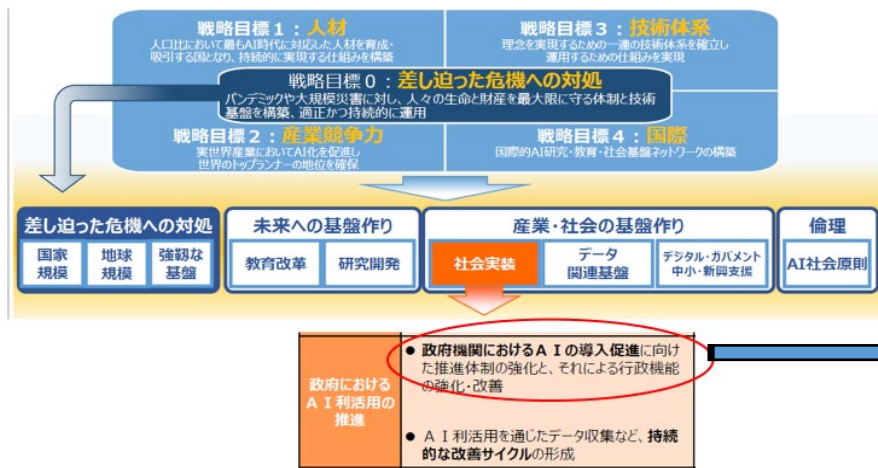 戦略目標1：人材
人口比において最もAI時代に対応した人材を育成・
吸引する国となり、持続的に実現する仕組みを構築
戦略目標3：技術体系
理念を実現するための一連の技術体系を確立し
運用するための仕組みを実現
戦略目標0：差し迫った危機への対処
パンデミックや大規模災害に対し、人々の生命と財産を最大限に守る体制と技術
基盤を構築、適正かつ持続的に運用
戦略目標2：産業競争力
実世界産業においてAI化を促進し
世界のトップランナーの地位を確保
戦略目標4：国際
国際的AI研究・教育・社会基盤ネットワークの構築
差し迫った危機への対処
国家
規模
地球
規模
強靭な
基盤
未来への基盤作り
教育改革
研究開発
産業・社会の基盤作り
社会実装
データ
関連基盤
デジタル・ガバメント
中小・新興支援
倫理
AI社会原則
政府における
ＡＩ利活用の
推進
● 政府機関におけるＡＩの導入促進に向け
た推進体制の強化と、それによる行政機能
の強化・改善
● ＡＩ利活用を通じたデータ収集など、持続
的な改善サイクルの形成